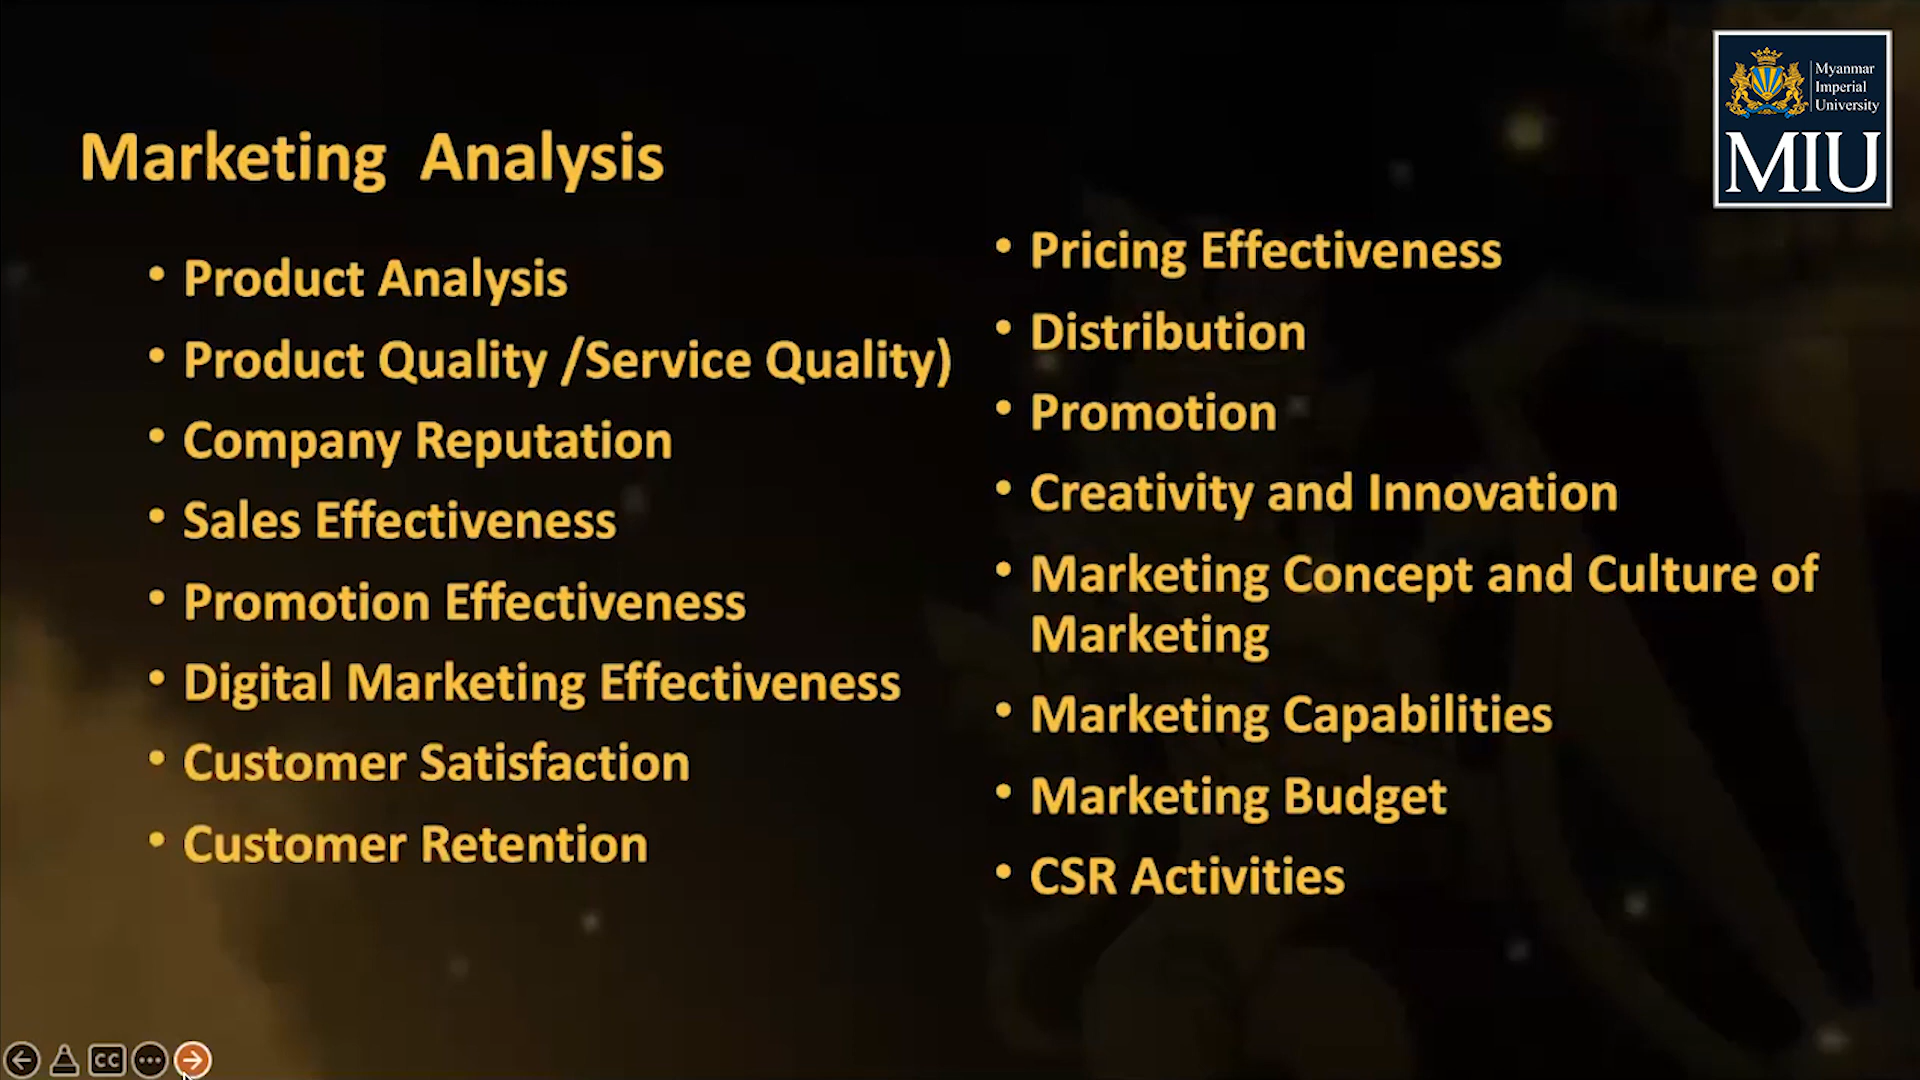 Myanmar
Imperial
University
MIU
Marketing Analysis
• Product Analysis
• Product Quality /Service Quality)
• Company Reputation
• Sales Effectiveness
• Promotion Effectiveness
• Digital Marketing Effectiveness
• Customer Satisfaction
• Customer Retention
• Pricing Effectiveness
• Distribution
• Promotion
• Creativity and Innovation
• Marketing Concept and Culture of
Marketing
• Marketing Capabilities
• Marketing Budget
• CSR Activities
CC